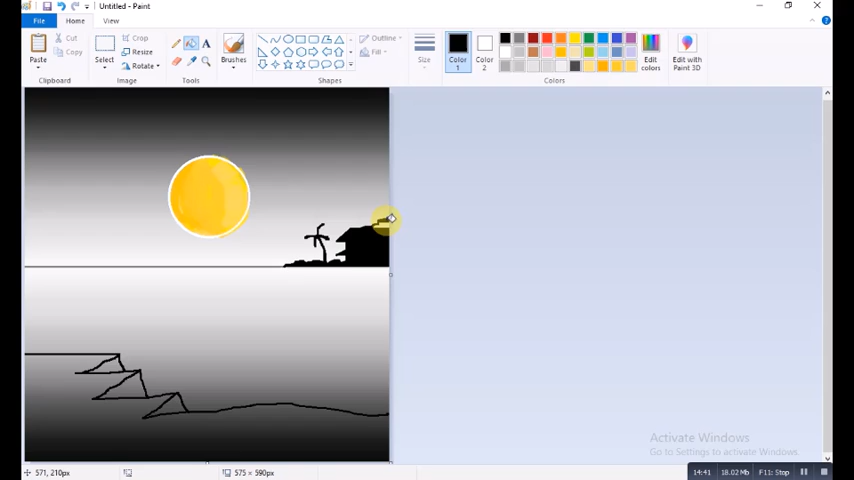 Untitled - Paint
File Home View
Paste
Cut
Copy
Clipboard
Select
Crop
Resize
Rotate
Image
A
Tools
Brushes
Outline
Fill
Shapes
Size
Color 1
Color 2
Edit colors
Colors
Edit with Paint 3D
Activate Windows
Go to Settings to activate Windows.
571, 210px
575 × 590px
14:41 18.02 Mb F11: Stop